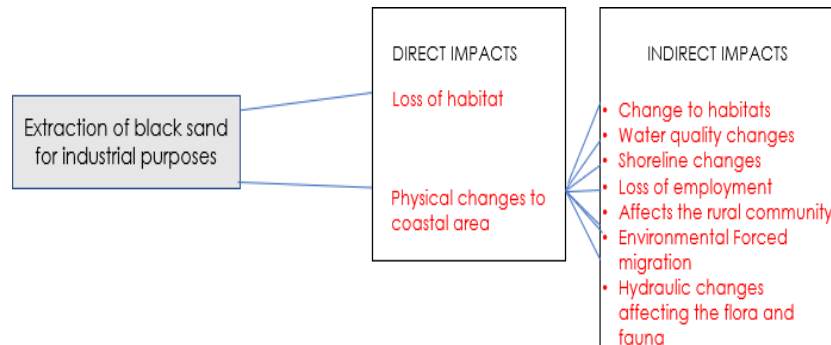 Extraction of black sand
for industrial purposes
DIRECT IMPACTS
Loss of habitat
Physical changes to
coastal area
INDIRECT IMPACTS
• Change to habitats
• Water quality changes
• Shoreline changes
• Loss of employment
• Affects the rural community
• Environmental Forced
migration
• Hydraulic changes
affecting the flora and
fauna